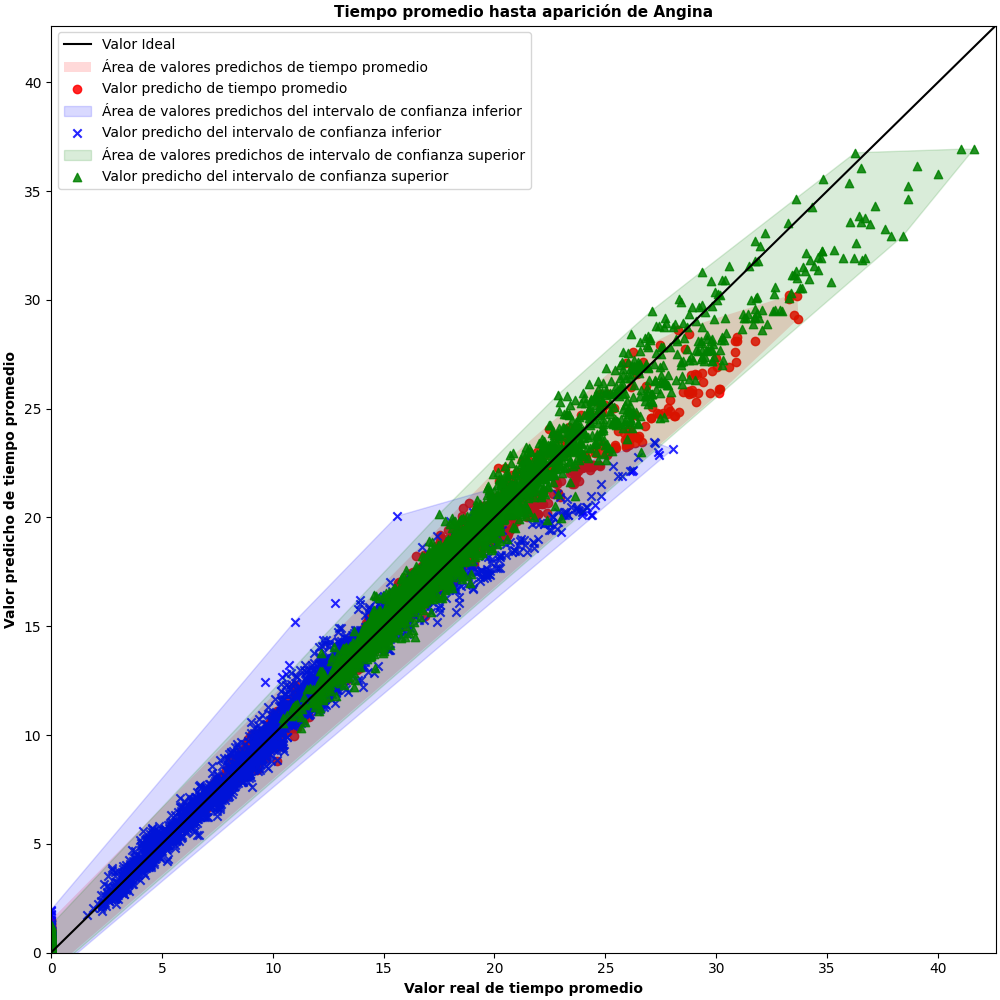 Tiempo promedio hasta aparición de Angina
Valor Ideal
Área de valores predichos de tiempo promedio
Valor predicho de tiempo promedio
Área de valores predichos del intervalo de confianza inferior
Valor predicho del intervalo de confianza inferior
Área de valores predichos de intervalo de confianza superior
Valor predicho del intervalo de confianza superior
Valor predicho de tiempo promedio
40
35
30
25
20
15
10
5
0
0 5 10 15 20 25 30 35 40
Valor real de tiempo promedio